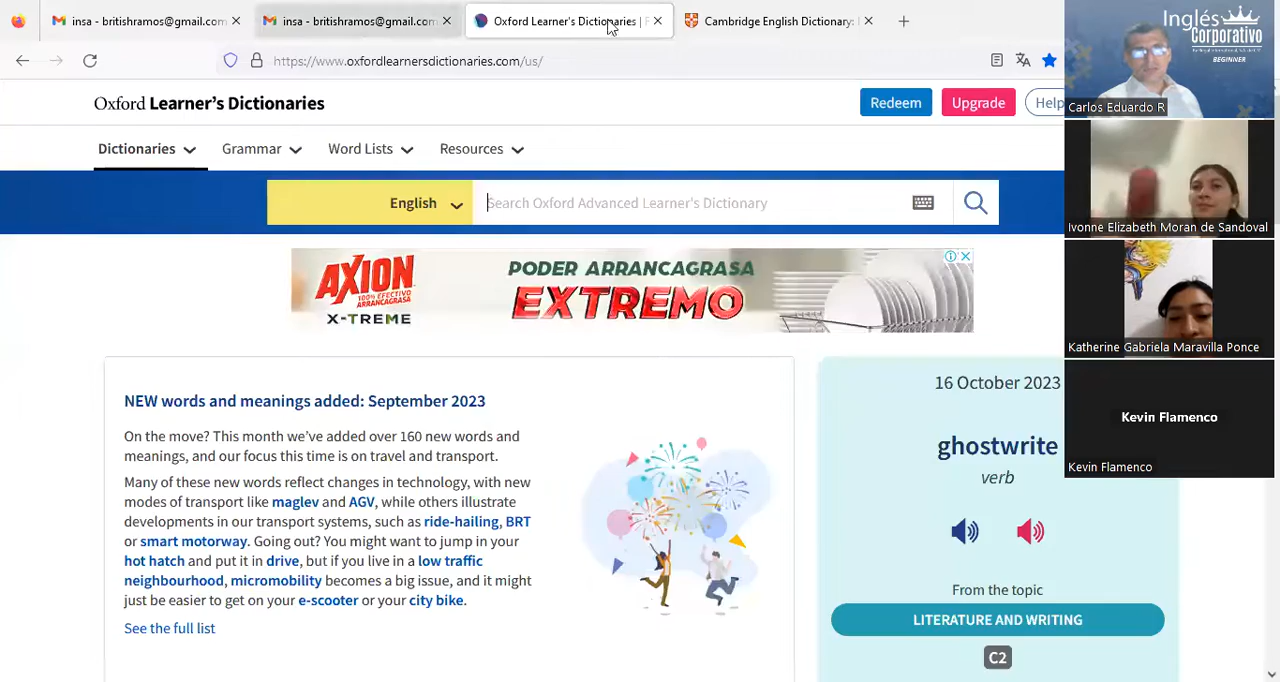 insa - britishramos@gmail.com
insa - britishramos@gmail.com
Oxford Learner's Dictionaries | F
Cambridge English Dictionary:
https://www.oxfordlearnersdictionaries.com/us/
Oxford Learner's Dictionaries
Redeem
Upgrade
Help
Dictionaries
Grammar
Word Lists
Resources
English
Search Oxford Advanced Learner's Dictionary
AXION
100% EFECTIVO
ARRANCAGRASA
X-TREME
PODER ARRANCAGRASA
EXTREMO
NEW words and meanings added: September 2023
On the move? This month we've added over 160 new words and
meanings, and our focus this time is on travel and transport.
Many of these new words reflect changes in technology, with new
modes of transport like maglev and AGV, while others illustrate
developments in our transport systems, such as ride-hailing, BRT
or smart motorway. Going out? You might want to jump in your
hot hatch and put it in drive, but if you live in a low traffic
neighbourhood, micromobility becomes a big issue, and it might
just be easier to get on your e-scooter or your city bike.
See the full list
16 October 2023
ghostwrite
verb
From the topic
LITERATURE AND WRITING
C2
Inglés
Corporativo
BEGINNER
Carlos Eduardo R
Ivonne Elizabeth Moran de Sandoval
Katherine Gabriela Maravilla Ponce
Kevin Flamenco
Kevin Flamenco